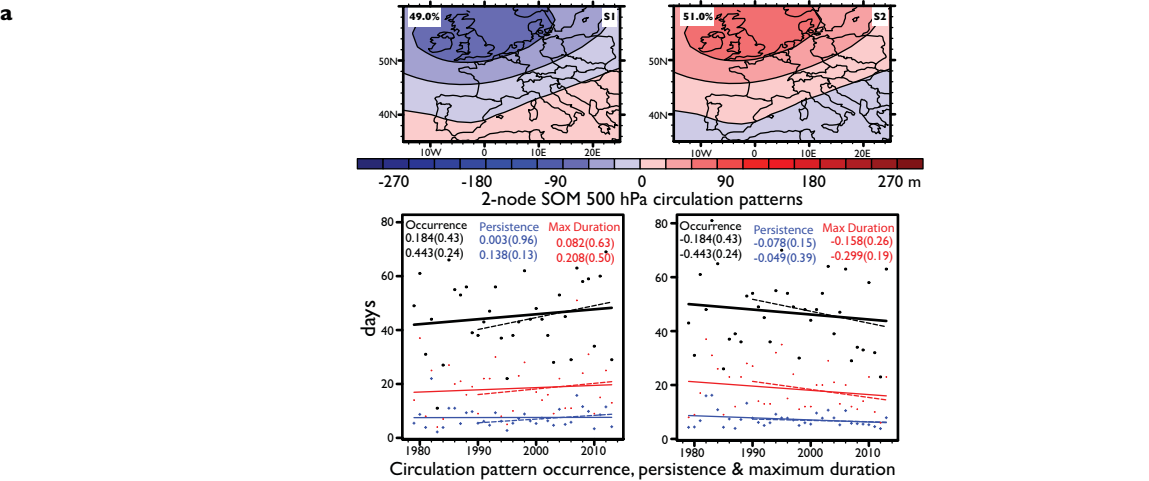 a
49.0% S1
51.0% S2
50N
40N
10W 0 10E 20E
50N
40N
10W 0 10E 20E
-270 -180 -90 0 90 180 270 m
2-node SOM 500 hPa circulation patterns
Occurrence Persistence Max Duration
0.184(0.43) 0.003(0.96) 0.082(0.63)
0.443(0.24) 0.138(0.13) 0.208(0.50)
80
60
40
20
0
days
1980 1990 2000 2010
Occurrence Persistence Max Duration
-0.184(0.43) -0.078(0.15) -0.158(0.26)
-0.443(0.24) -0.049(0.39) -0.299(0.19)
80
60
40
20
0
1980 1990 2000 2010
Circulation pattern occurrence, persistence & maximum duration